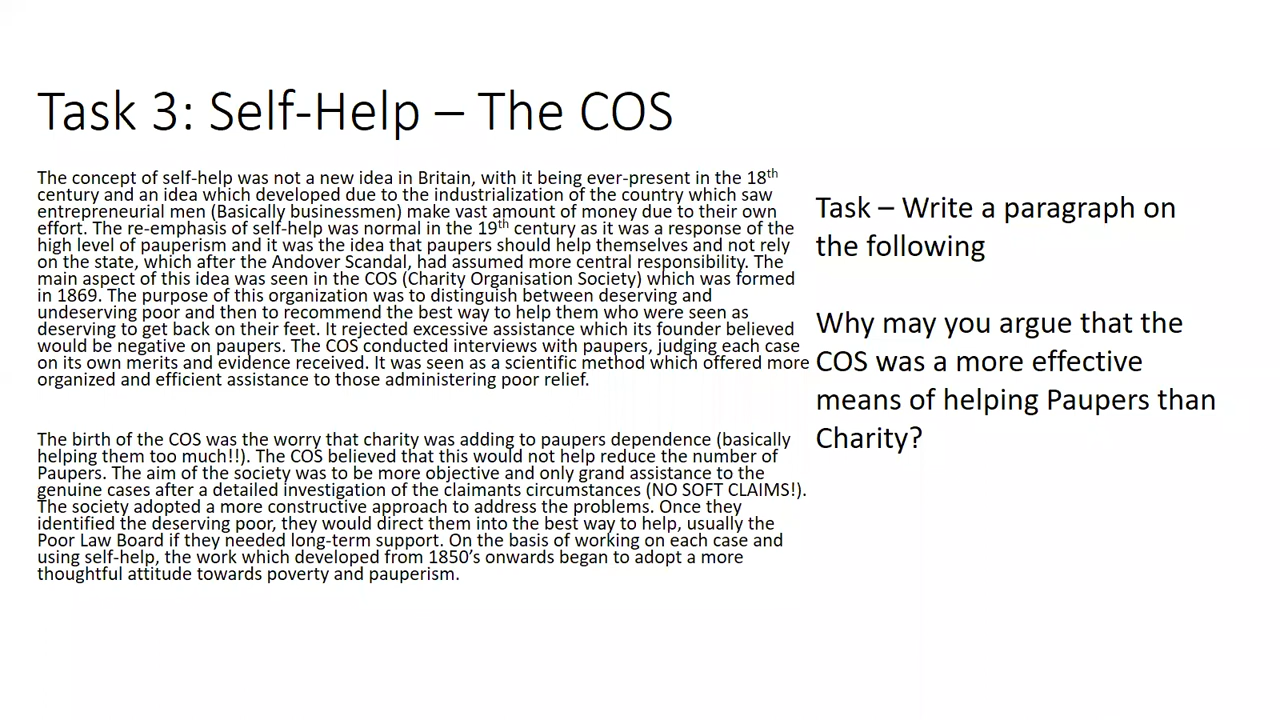 Task 3: Self-Help – The COS
The concept of self-help was not a new idea in Britain, with it being ever-present in the 18th
century and an idea which developed due to the industrialization of the country which saw
entrepreneurial men (Basically businessmen) make vast amount of money due to their own
effort. The re-emphasis of self-help was normal in the 19th century as it was a response of the
high level of pauperism and it was the idea that paupers should help themselves and not rely
on the state, which after the Andover Scandal, had assumed more central responsibility. The
main aspect of this idea was seen in the COS (Charity Organisation Society) which was formed
in 1869. The purpose of this organization was to distinguish between deserving and
undeserving poor and then to recommend the best way to help them who were seen as
deserving to get back on their feet. It rejected excessive assistance which its founder believed
would be negative on paupers. The COS conducted interviews with paupers, judging each case
on its own merits and evidence received. It was seen as a scientific method which offered more
organized and efficient assistance to those administering poor relief.
The birth of the COS was the worry that charity was adding to paupers dependence (basically
helping them too much!!). The COS believed that this would not help reduce the number of
Paupers. The aim of the society was to be more objective and only grand assistance to the
genuine cases after a detailed investigation of the claimants circumstances (NO SOFT CLAIMS!).
The society adopted a more constructive approach to address the problems. Once they
identified the deserving poor, they would direct them into the best way to help, usually the
Poor Law Board if they needed long-term support. On the basis of working on each case and
using self-help, the work which developed from 1850's onwards began to adopt a more
thoughtful attitude towards poverty and pauperism.
Task – Write a paragraph on
the following
Why may you argue that the
COS was a more effective
means of helping Paupers than
Charity?